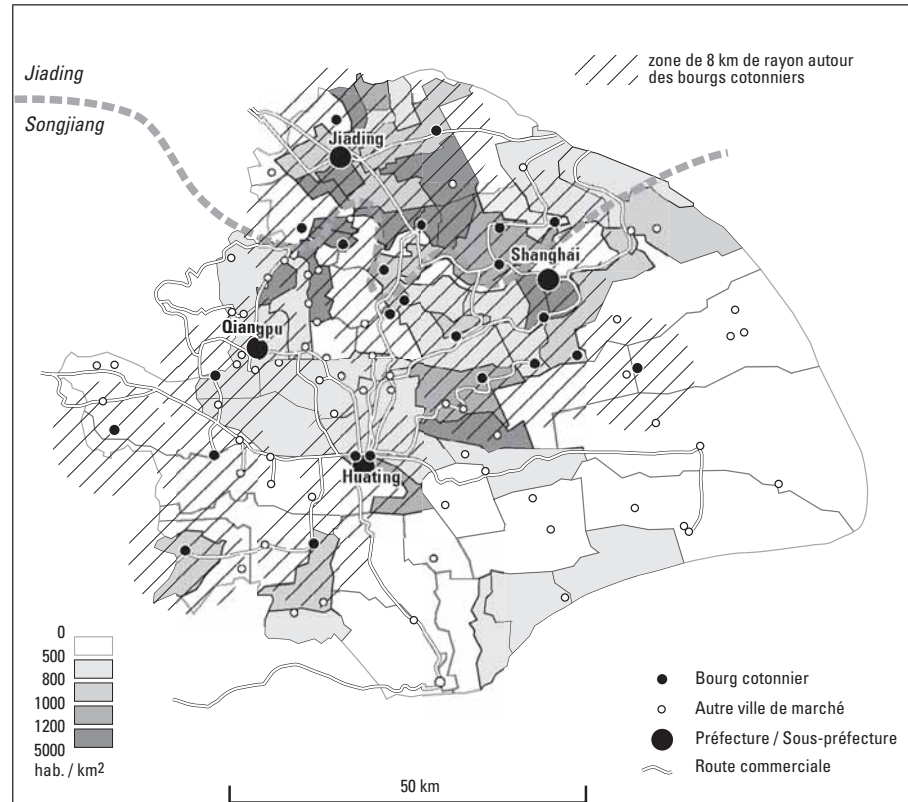 Jiading
Songjiang
zone de 8 km de rayon autour
des bourgs cotonniers
Jiading
Shanghaï
Qiangpu
Huating
0
500
800
1000
1200
5000
hab. / km2
Bourg cotonnier
Autre ville de marché
Préfecture / Sous-préfecture
Route commerciale
50 km